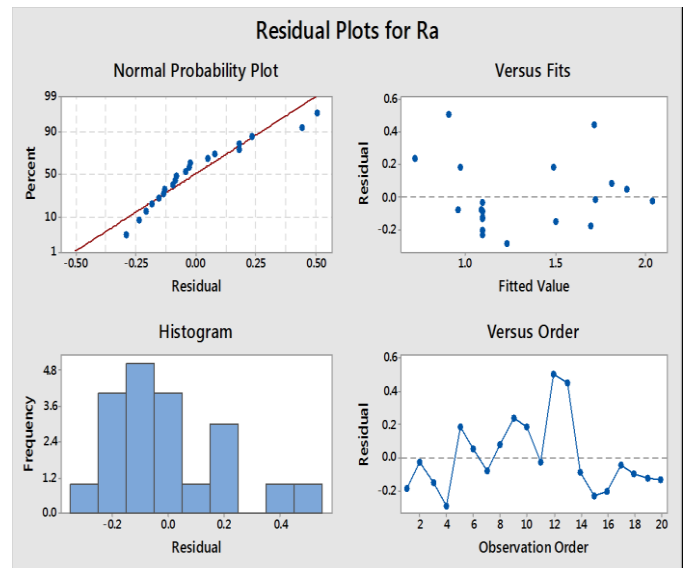 Residual Plots for Ra
Normal Probability Plot
99
90
50
10
1
Percent
-0.50 -0.25 0.00 0.25 0.50
Residual
Versus Fits
0.6
0.4
0.2
0.0
-0.2
Residual
1.0 1.5 2.0
Fitted Value
Histogram
4.8
3.6
2.4
1.2
0.0
Frequency
-0.2 0.0 0.2 0.4
Residual
Versus Order
0.6
0.4
0.2
0.0
-0.2
Residual
2 4 6 8 10 12 14 16 18 20
Observation Order